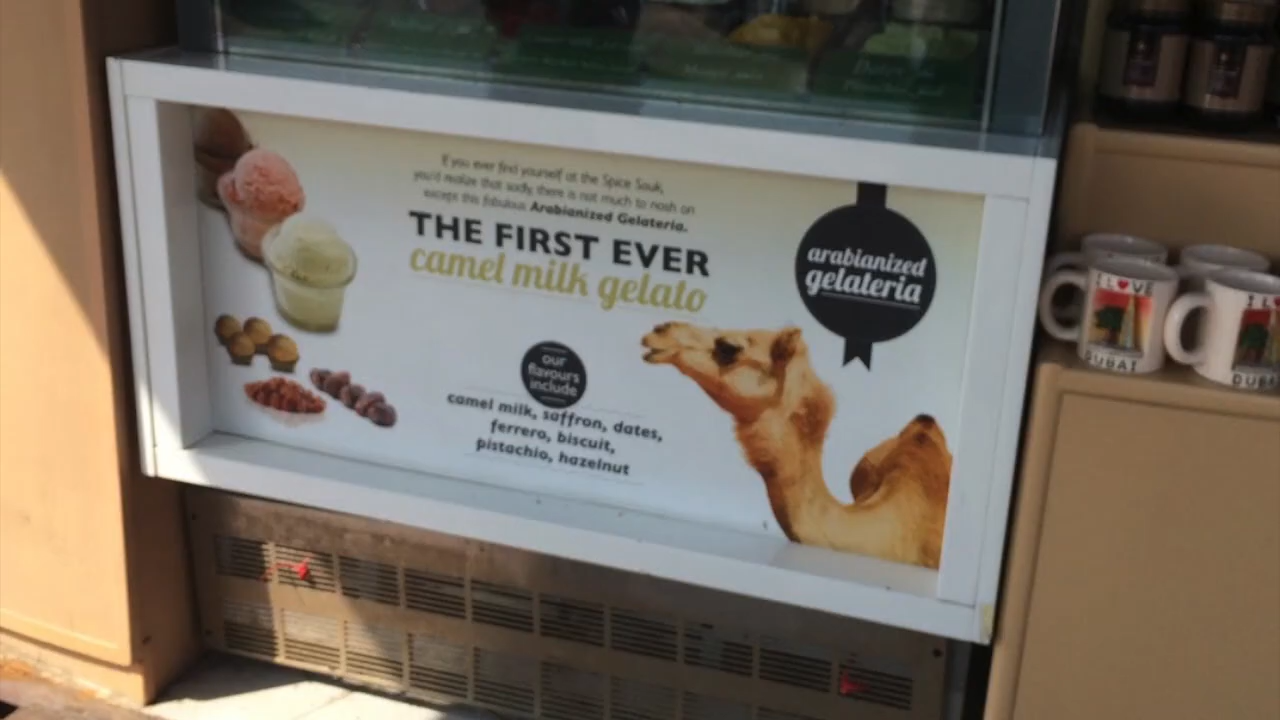 If you ever find yourself at the Spice Souk,
you'd realize that sadly, there is not much to nosh on
except this fabulous Arabianized Gelateria.
THE FIRST EVER
camel milk gelato
arabianized
gelateria
our
flavours
include
camel milk, saffron, dates,
ferrero, biscuit,
pistachio, hazelnut
I LOVE
DUBAI
I
DUBAI